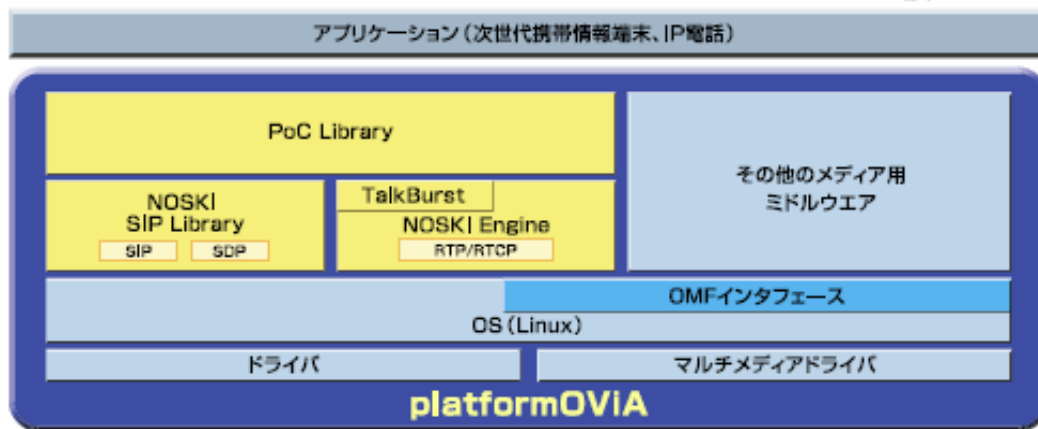 アプリケーション(次世代携帯情報端末、IP電話)
PoC Library
その他のメディア用
ミドルウエア
NOSKI
SIP Library
SIP
SDP
TalkBurst
NOSKI Engine
RTP/RTCP
OMFインタフェース
OS(Linux)
ドライバ
マルチメディアドライバ
platformOViA